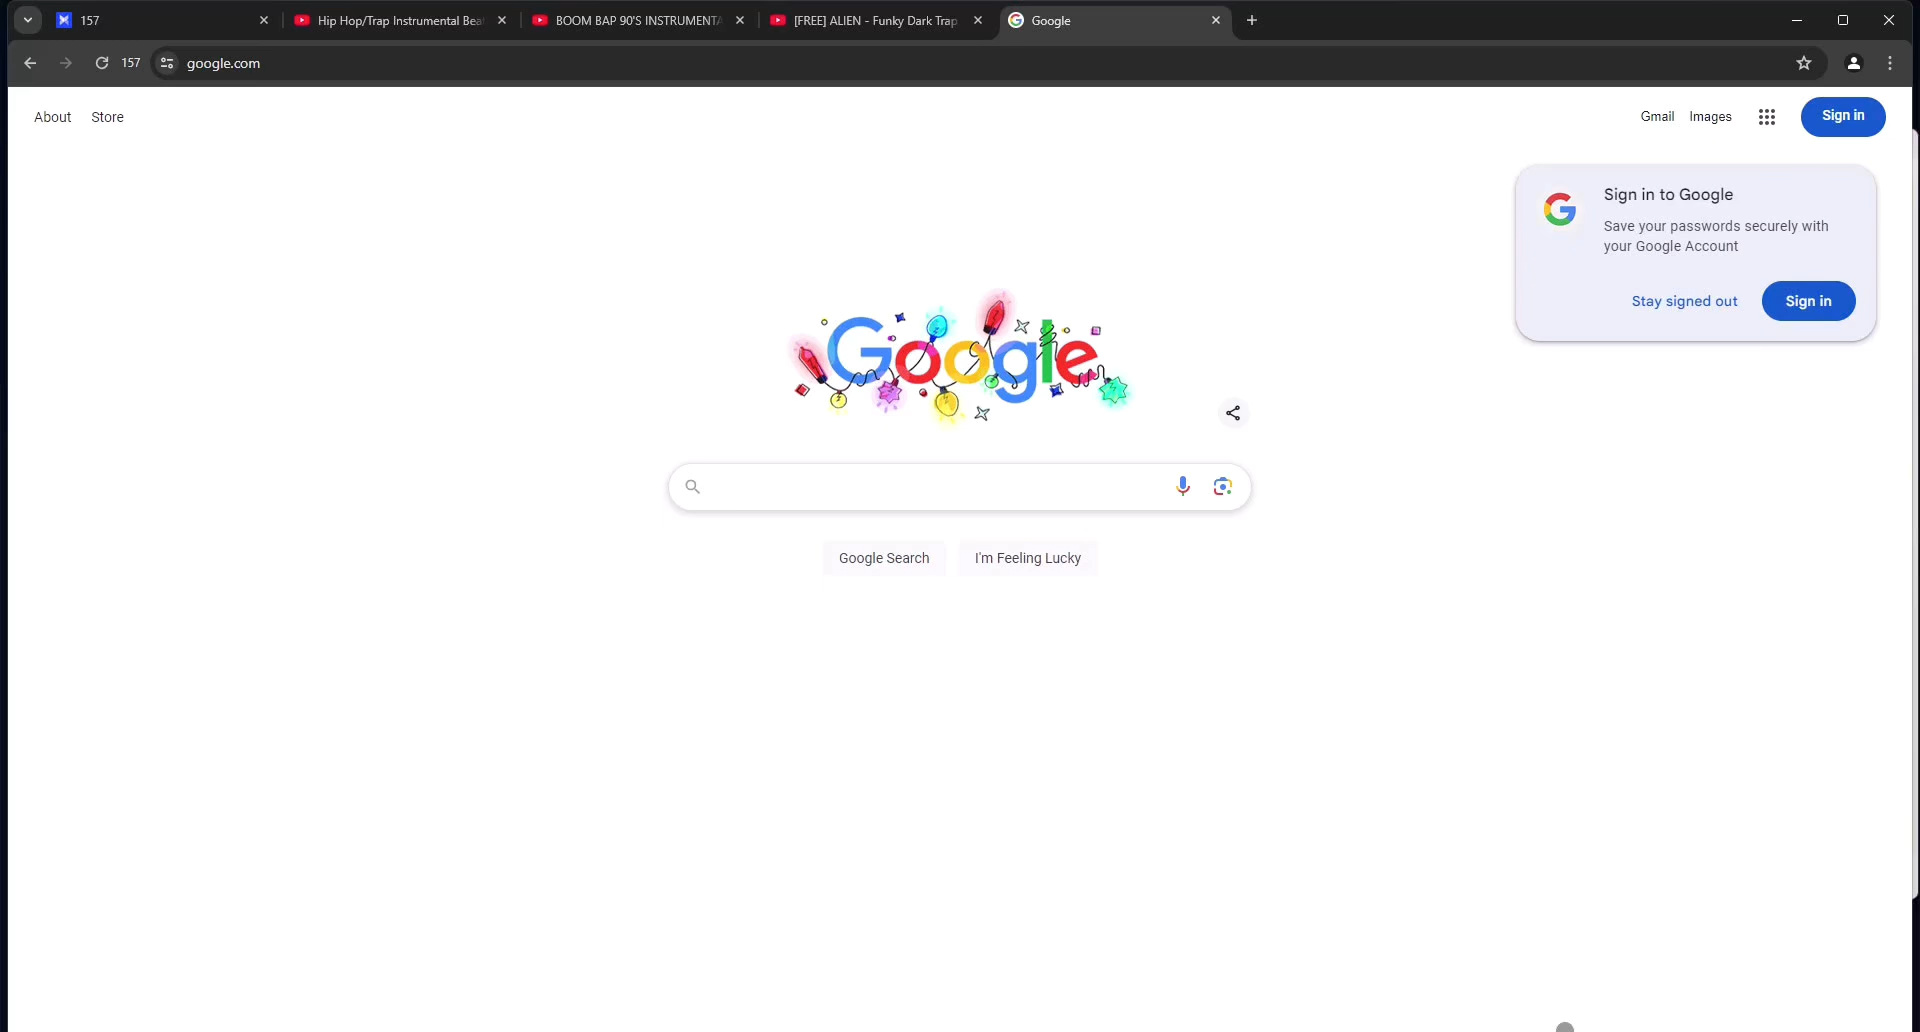 157
Hip Hop/Trap Instrumental Bea
BOOM BAP 90'S INSTRUMENTA
[FREE] ALIEN - Funky Dark Trap
Google
157
google.com
About
Store
Gmail
Images
Sign in
Sign in to Google
Save your passwords securely with
your Google Account
Stay signed out
Sign in
Google
Google Search
I'm Feeling Lucky